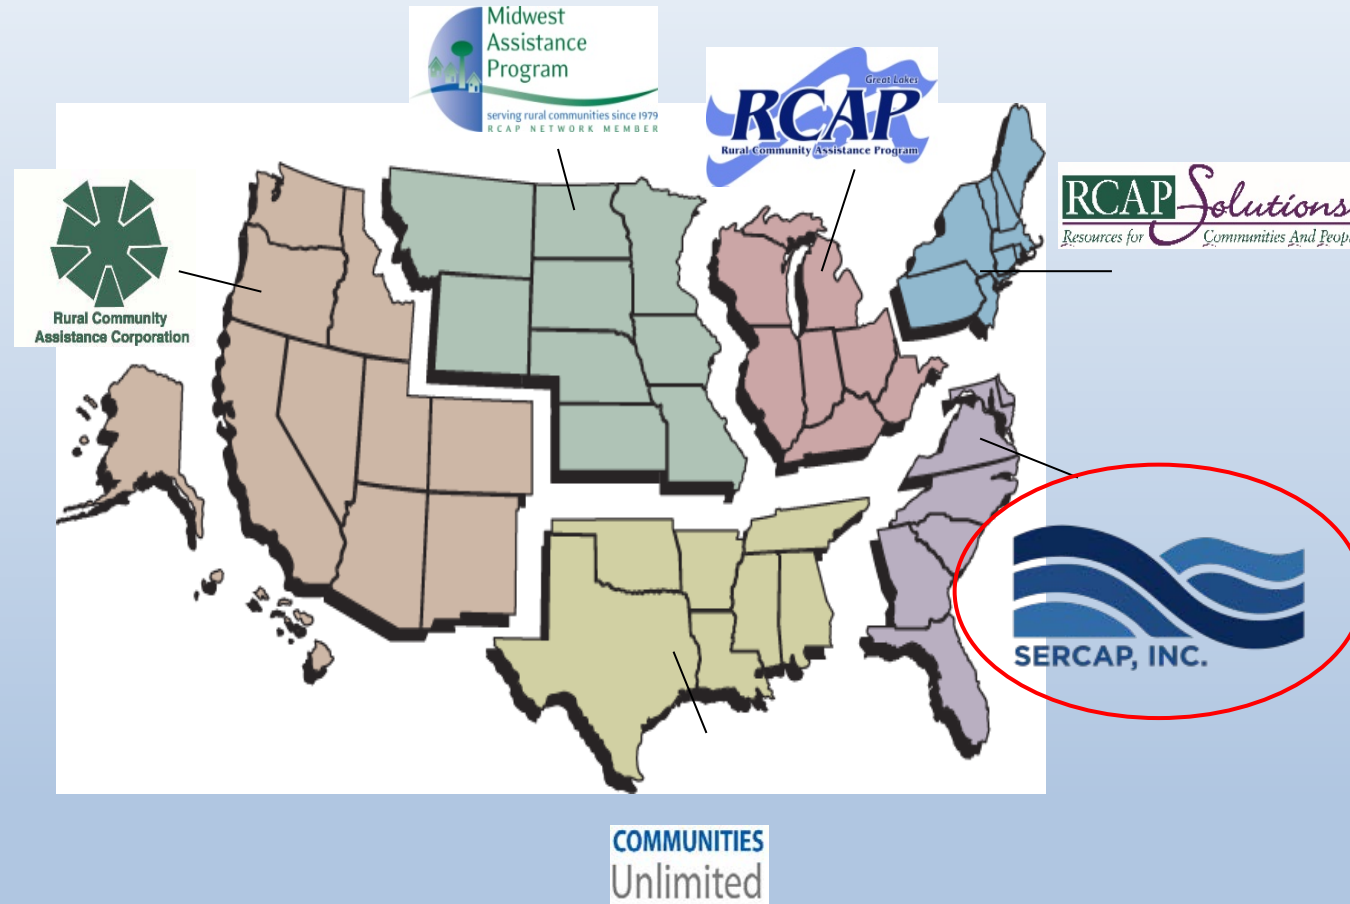 Midwest
Assistance
Program
serving rural communities since 1979
RCAP NETWORK MEMBER
Great Lakes
RCAP
Rural Community Assistance Program
RCAP Solutions
Resources for Communities And Peopl
Rural Community
Assistance Corporation
SERCAP, INC.
COMMUNITIES
Unlimited